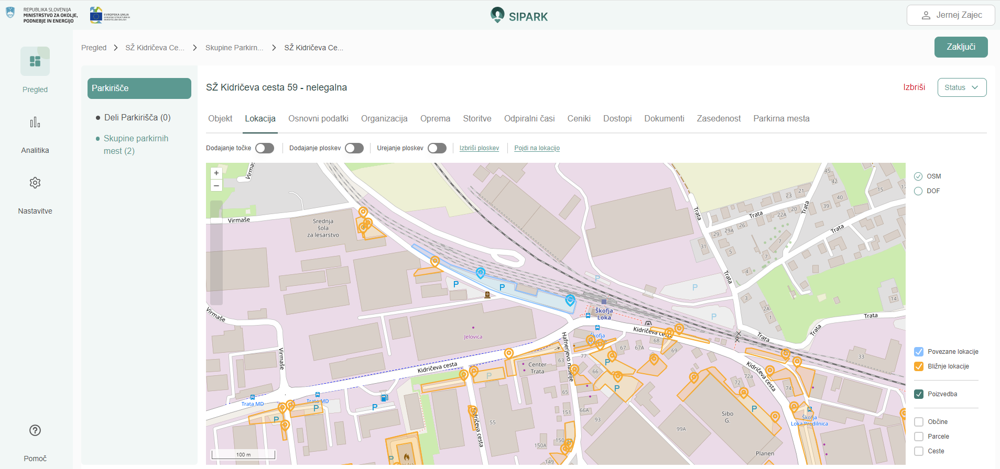 REPUBLIKA SLOVENIJA
MINISTRSTVO ZA OKOLJE,
PODNEBJE IN ENERGIJO
EVROPSKA UNIJA
EVROPSKI STRUKTURNI IN
INVESTICIJSKI SKLADI
SIPARK
Jernej Zajec
Pregled
SŽ Kidričeva Ce...
Skupine Parkirn...
SŽ Kidričeva Ce...
Zaključi
Pregled
Analitika
Nastavitve
Pomoč
Parkirišče
Deli Parkirišča (0)
Skupine parkirnih
mest (2)
SŽ Kidričeva cesta 59 - nelegalna
Izbriši
Status
Objekt Lokacija Osnovni podatki Organizacija Oprema Storitve Odpiralni časi Ceniki Dostopi Dokumenti Zasedenost Parkirna mesta
Dodajanje točke
Dodajanje ploskev
Urejanje ploskev
Izbriši ploskev
Pojdi na lokacijo
+
−
Virmaše
Srednja
šola
za lesarstvo
Virmaše
Virmaše
P
P
P
P
P
Škofja
Loka
Trata
Trata
Trata
Trata
Trata
Trata
Trata
45
42
15
17
21
23
40
39
20
22A
26
29A
29
31
5
7
7
4
3
2A
1
14
33
Jelovica
Kidričeva cesta
Kidričeva cesta
Kidričeva cesta
Kidričeva cesta
Hafnerjevo naselje
Škofja
Center
Trata
63
77
67
67A
68
69
66
65
66A
72
72a
74
93
99A
151
150
150A
149
55
P
P
P
P
P
P
P
P
Trata MD
Trata MD
Sibo
G.
Planen
Škofja
Loka Predilnica
100 m
OSM
DOF
Povezane lokacije
Bližnje lokacije
Poizvedba
Občine
Parcele
Ceste